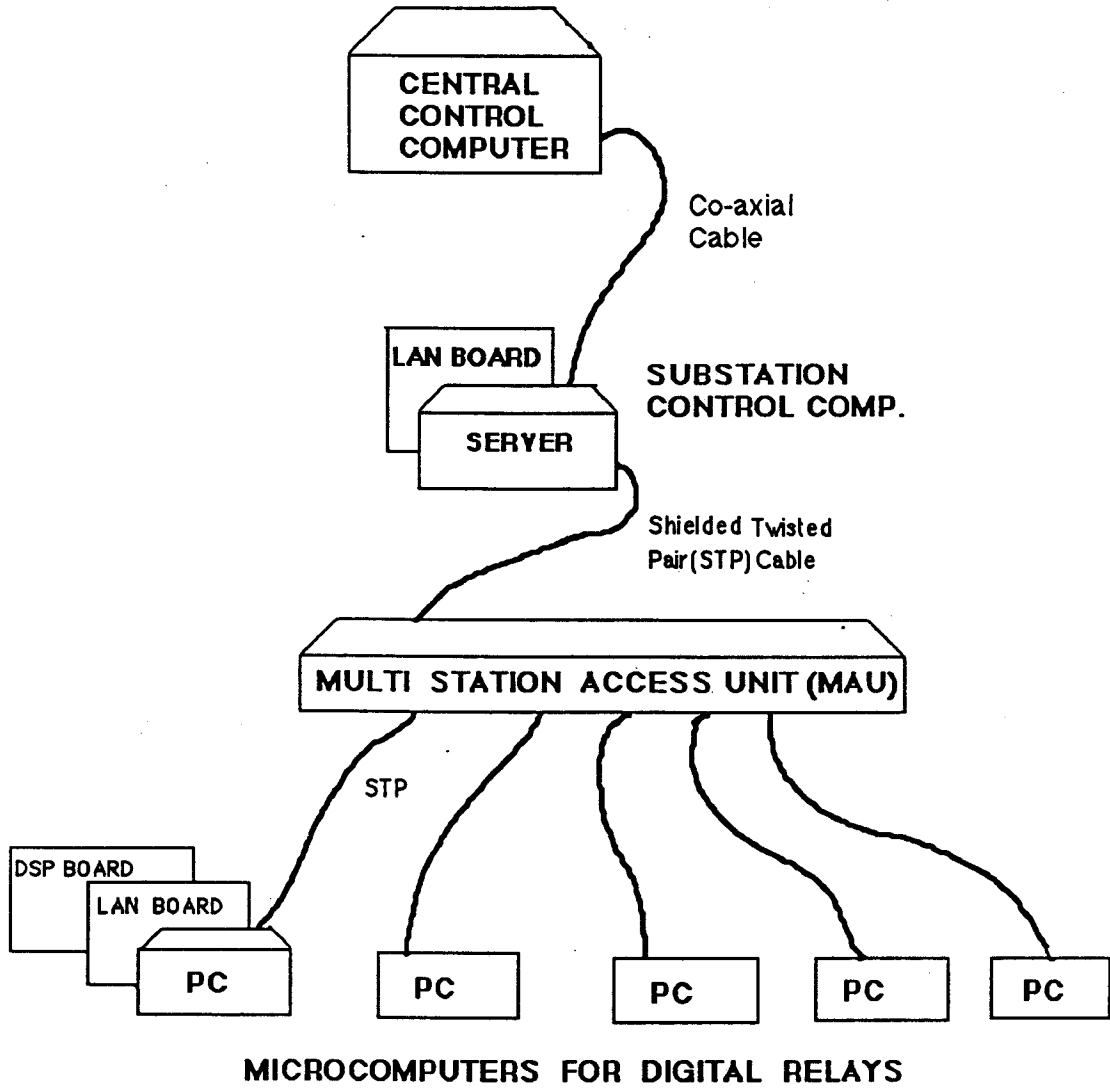 CENTRAL
CONTROL
COMPUTER
Co-axial
Cable
LAN BOARD
SUBSTATION
CONTROL COMP.
SERVER
Shielded Twisted
Pair(STP) Cable
MULTI STATION ACCESS UNIT (MAU)
STP
DSP BOARD
LAN BOARD
PC
PC
PC
PC
PC
MICROCOMPUTERS FOR DIGITAL RELAYS